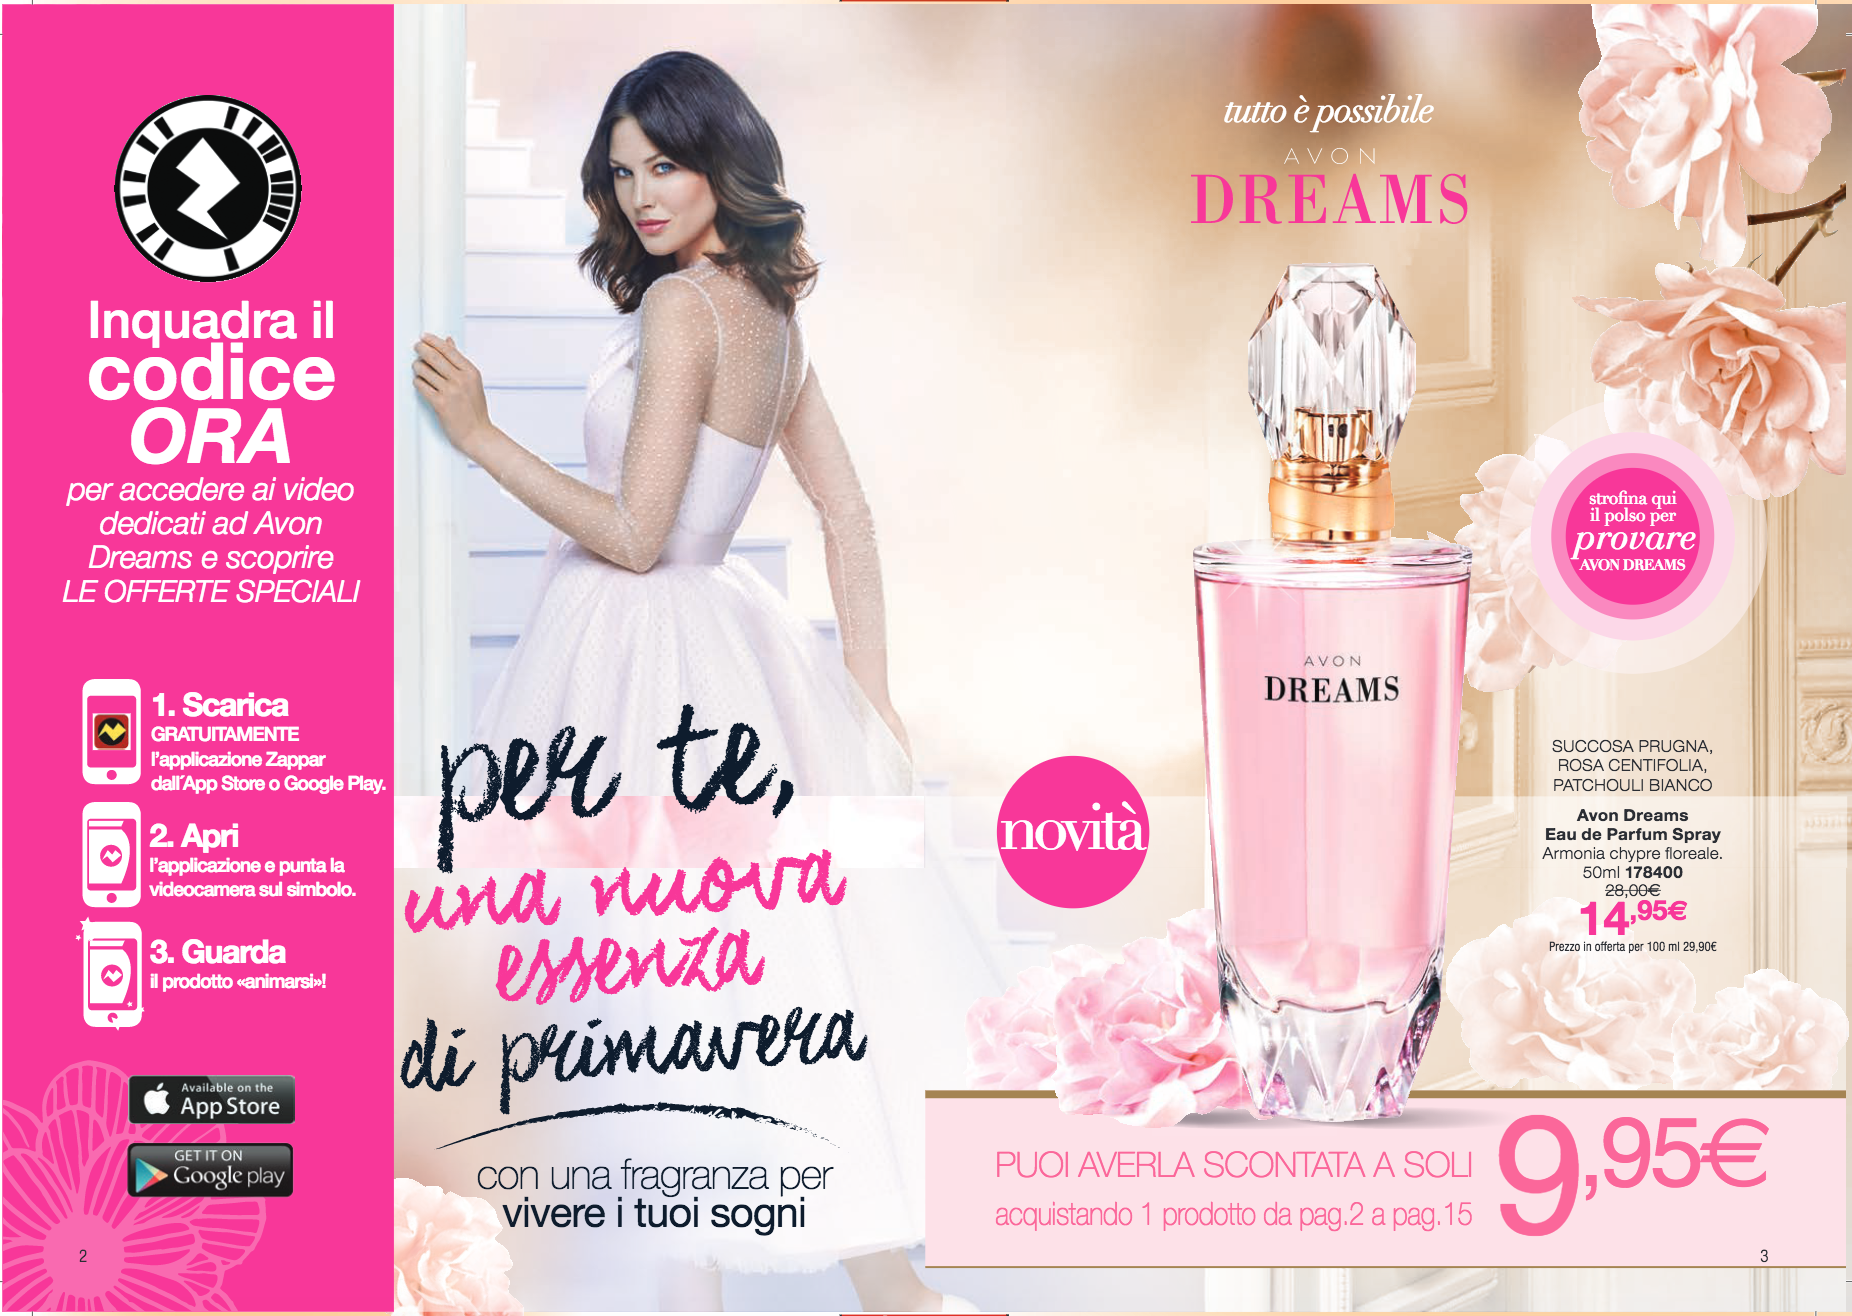 Inquadra il
codice
ORA
per accedere ai video
dedicati ad Avon
Dreams e scoprire
LE OFFERTE SPECIALI
1. Scarica
GRATUITAMENTE
l'applicazione Zappar
dall'App Store o Google Play.
2. Apri
l'applicazione e punta la
videocamera sul simbolo.
3. Guarda
il prodotto «animarsi»!
Available on the
App Store
GET IT ON
Google play
2
per te,
una nuova
essenza
di primavera
con una fragranza per
vivere i tuoi sogni
tutto è possibile
AVON
DREAMS
strofina qui
il polso per
provare
AVON DREAMS
AVON
DREAMS
novità
SUCCOSA PRUGNA,
ROSA CENTIFOLIA,
PATCHOULI BIANCO
Avon Dreams
Eau de Parfum Spray
Armonia chypre floreale.
50ml 178400
28,00€
14,95€
Prezzo in offerta per 100 ml 29,90€
PUOI AVERLA SCONTATA A SOLI
acquistando 1 prodotto da pag.2 a pag.15
9,95€
3